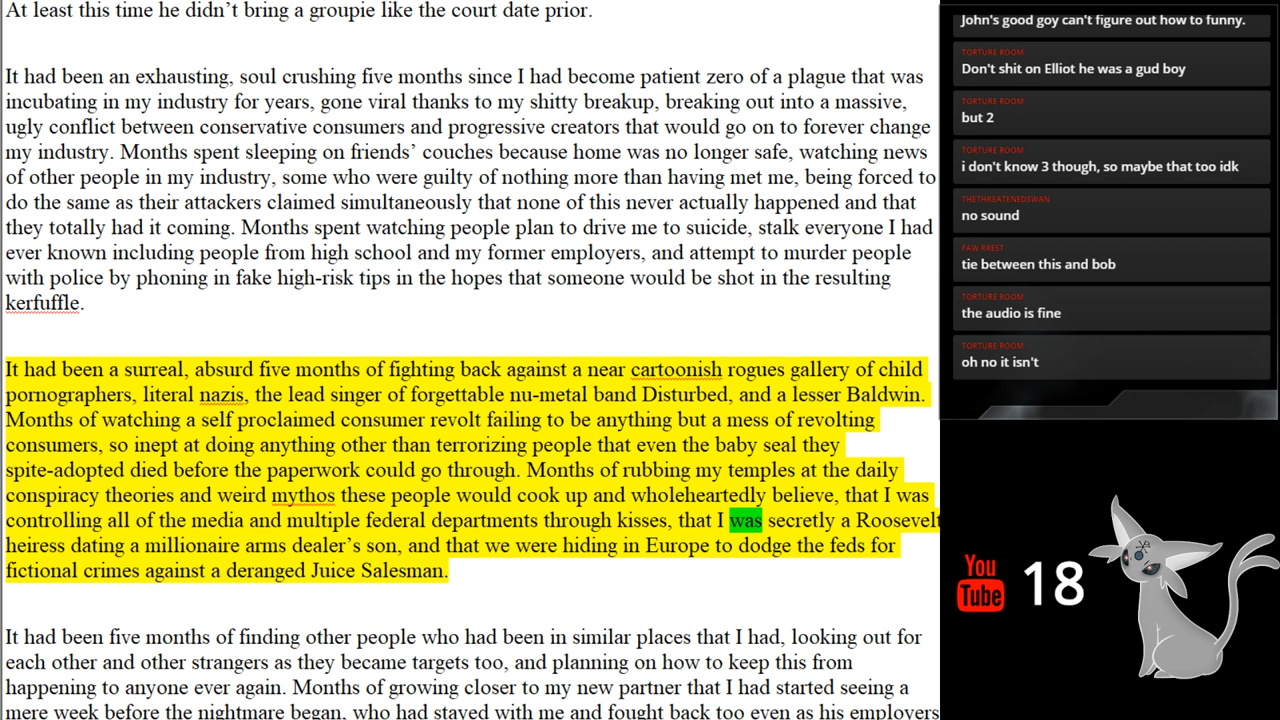 At least this time he didn’t bring a groupie like the court date prior.
It had been an exhausting, soul crushing five months since I had become patient zero of a plague that was
incubating in my industry for years, gone viral thanks to my shitty breakup, breaking out into a massive,
ugly conflict between conservative consumers and progressive creators that would go on to forever change
my industry. Months spent sleeping on friends’ couches because home was no longer safe, watching news
of other people in my industry, some who were guilty of nothing more than having met me, being forced to
do the same as their attackers claimed simultaneously that none of this never actually happened and that
they totally had it coming. Months spent watching people plan to drive me to suicide, stalk everyone I had
ever known including people from high school and my former employers, and attempt to murder people
with police by phoning in fake high-risk tips in the hopes that someone would be shot in the resulting
kerfuffle.
It had been a surreal, absurd five months of fighting back against a near cartoonish rogues gallery of child
pornographers, literal nazis, the lead singer of forgettable nu-metal band Disturbed, and a lesser Baldwin.
Months of watching a self proclaimed consumer revolt failing to be anything but a mess of revolting
consumers, so inept at doing anything other than terrorizing people that even the baby seal they
spite-adopted died before the paperwork could go through. Months of rubbing my temples at the daily
conspiracy theories and weird mythos these people would cook up and wholeheartedly believe, that I was
controlling all of the media and multiple federal departments through kisses, that I was secretly a Roosevelt
heiress dating a millionaire arms dealer’s son, and that we were hiding in Europe to dodge the feds for
fictional crimes against a deranged Juice Salesman.
It had been five months of finding other people who had been in similar places that I had, looking out for
each other and other strangers as they became targets too, and planning on how to keep this from
happening to anyone ever again. Months of growing closer to my new partner that I had started seeing a
mere week before the nightmare began, who had stayed with me and fought back too even as his employers
John's good goy can't figure out how to funny.
TORTURE ROOM
Don't shit on Elliot he was a gud boy
TORTURE ROOM
but 2
TORTURE ROOM
i don't know 3 though, so maybe that too idk
THETHREATENEDSWAN
no sound
FAW RREST
tie between this and bob
TORTURE ROOM
the audio is fine
TORTURE ROOM
oh no it isn't
You
Tube
18